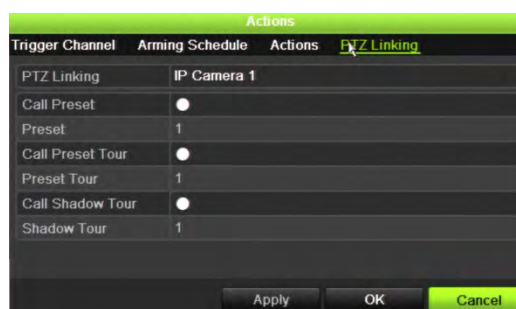 Actions
Trigger Channel Arming Schedule Actions PTZ Linking
PTZ Linking IP Camera 1
Call Preset
Preset 1
Call Preset Tour
Preset Tour 1
Call Shadow Tour
Shadow Tour 1
Apply OK Cancel